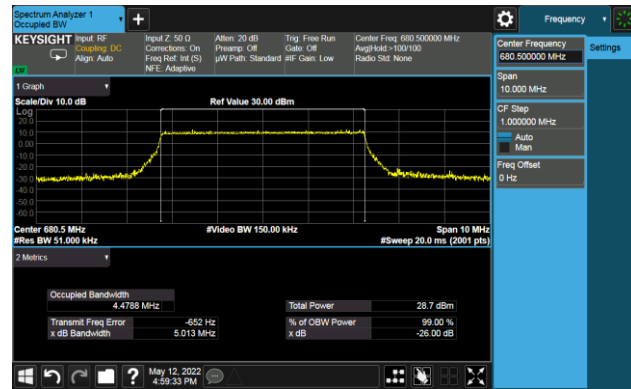 Spectrum Analyzer 1
Occupied BW
+
Frequency
KEYSIGHT
Input: RF
Coupling: DC
Align: Auto
Input Z: 50 Ω
Corrections: On
Freq Ref: Int (S)
NFE: Adaptive
Atten: 20 dB
Preamp: Off
µW Path: Standard
Trig: Free Run
Gate: Off
#IF Gain: Low
Center Freq: 680.500000 MHz
Avg|Hold:>100/100
Radio Std: None
Center Frequency
680.500000 MHz
Settings
Span
10.000 MHz
CF Step
1.000000 MHz
Auto
Man
Freq Offset
0 Hz
1 Graph
Scale/Div 10.0 dB
Ref Value 30.00 dBm
Log
20.0
10.0
0.00
-10.0
-20.0
-30.0
-40.0
-50.0
-60.0
Center 680.5 MHz
#Video BW 150.00 kHz
Span 10 MHz
#Res BW 51.000 kHz
#Sweep 20.0 ms (2001 pts)
2 Metrics
Occupied Bandwidth
4.4788 MHz
Total Power
28.7 dBm
Transmit Freq Error
-652 Hz
% of OBW Power
99.00 %
x dB Bandwidth
5.013 MHz
x dB
-26.00 dB
?
May 12, 2022
4:59:33 PM